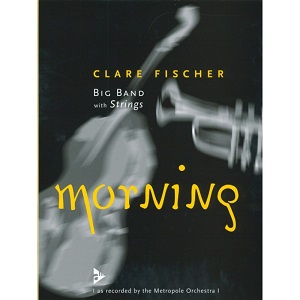 CLARE FISCHER
BIG BAND
with Strings
morning
( as recorded by the Metropole Orchestra )